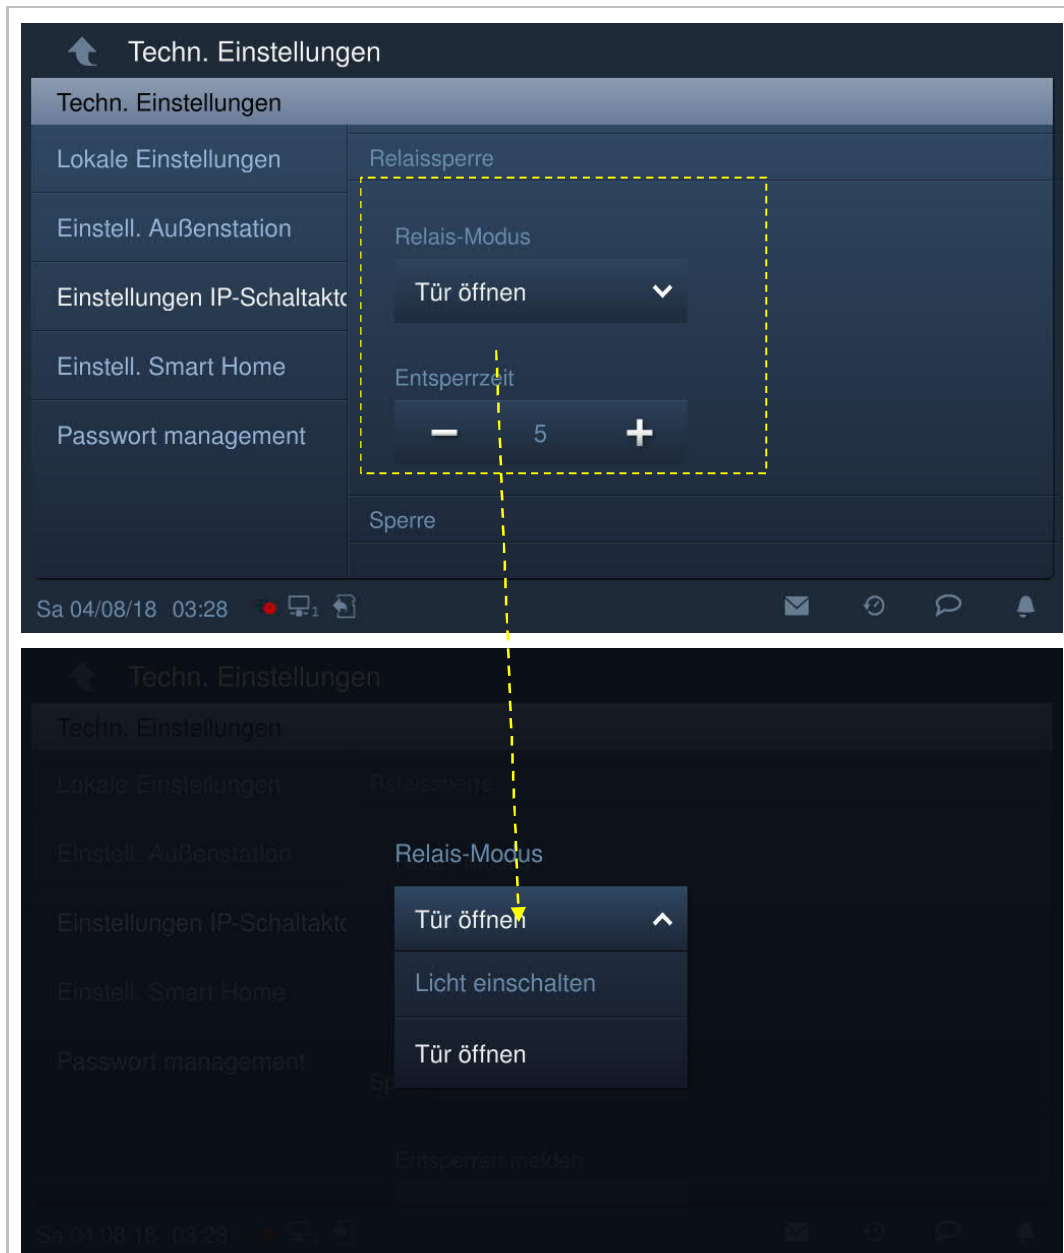 Techn. Einstellungen
Techn. Einstellungen
Lokale Einstellungen
Relaissperre
Einstell. Außenstation
Relais-Modus
Tür öffnen
Einstellungen IP-Schaltakto
Einstell. Smart Home
Entsperrzeit
Passwort management
5
Sperre
Sa 04/08/18 03:28
1
Techn. Einstellungen
Techn. Einstellungen
Lokale Einstellungen
Relaissperre
Einstell. Außenstation
Relais-Modus
Einstellungen IP-Schaltakto
Tür öffnen
Einstell. Smart Home
Licht einschalten
Passwort management
Tür öffnen
Sp
Entsperren melden
Sa 04/08/18 03:28